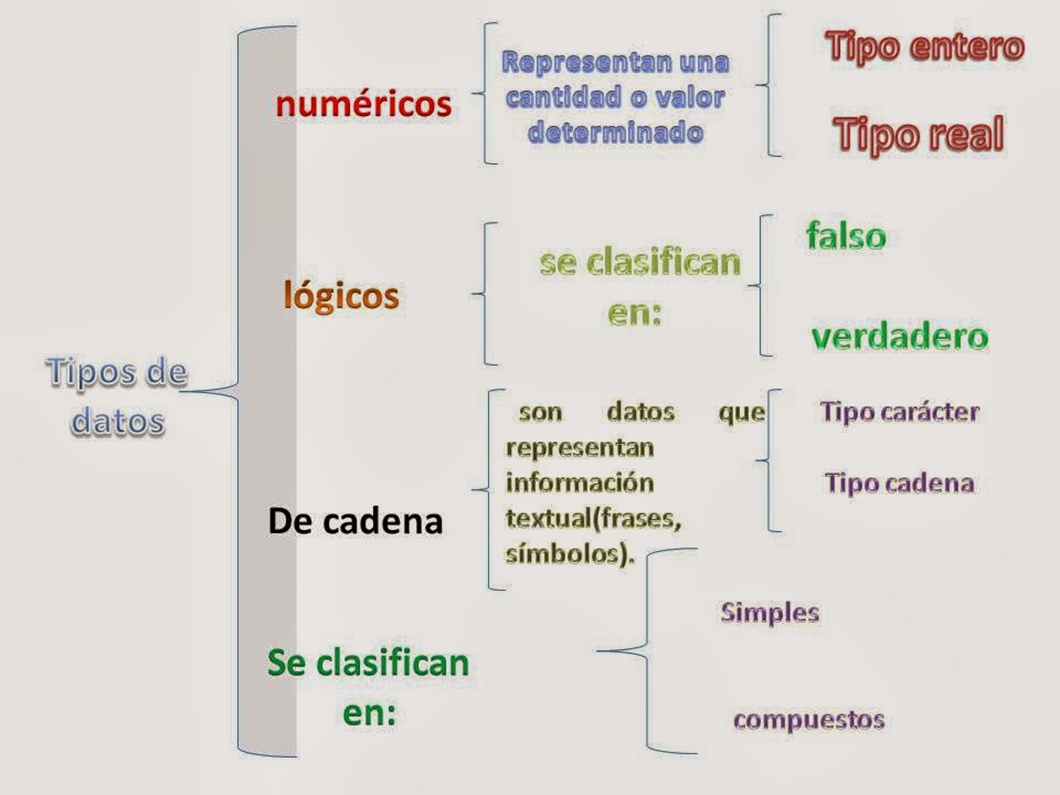 Tipos de
datos
numéricos
Representan una
cantidad o valor
determinado
Tipo entero
Tipo real
lógicos
se clasifican
en:
falso
verdadero
De cadena
son datos que
representan
información
textual(frases,
símbolos).
Tipo carácter
Tipo cadena
Se clasifican
en:
Simples
compuestos